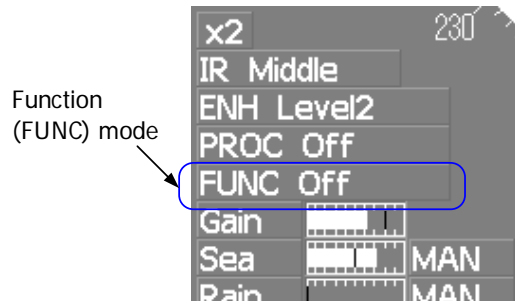 x2
230
IR Middle
ENH Level2
Function
(FUNC) mode
PROC Off
FUNC Off
Gain
Sea
MAN
Rain
MAN